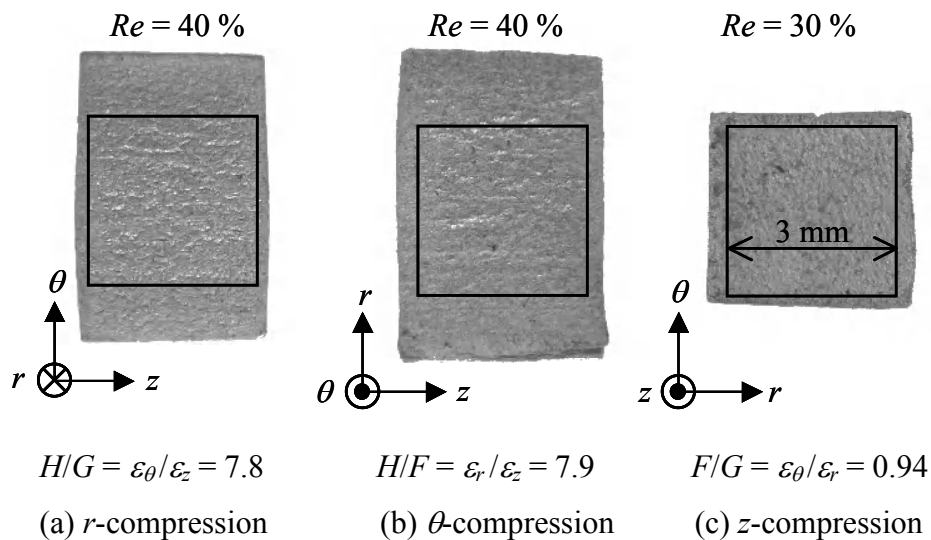 Re = 40 %
Re = 40 %
Re = 30 %
3 mm
θ
r
z
r
θ
z
θ
z
r
H/G = εθ/εz = 7.8
H/F = εr/εz = 7.9
F/G = εθ/εr = 0.94
(a) r-compression
(b) θ-compression
(c) z-compression